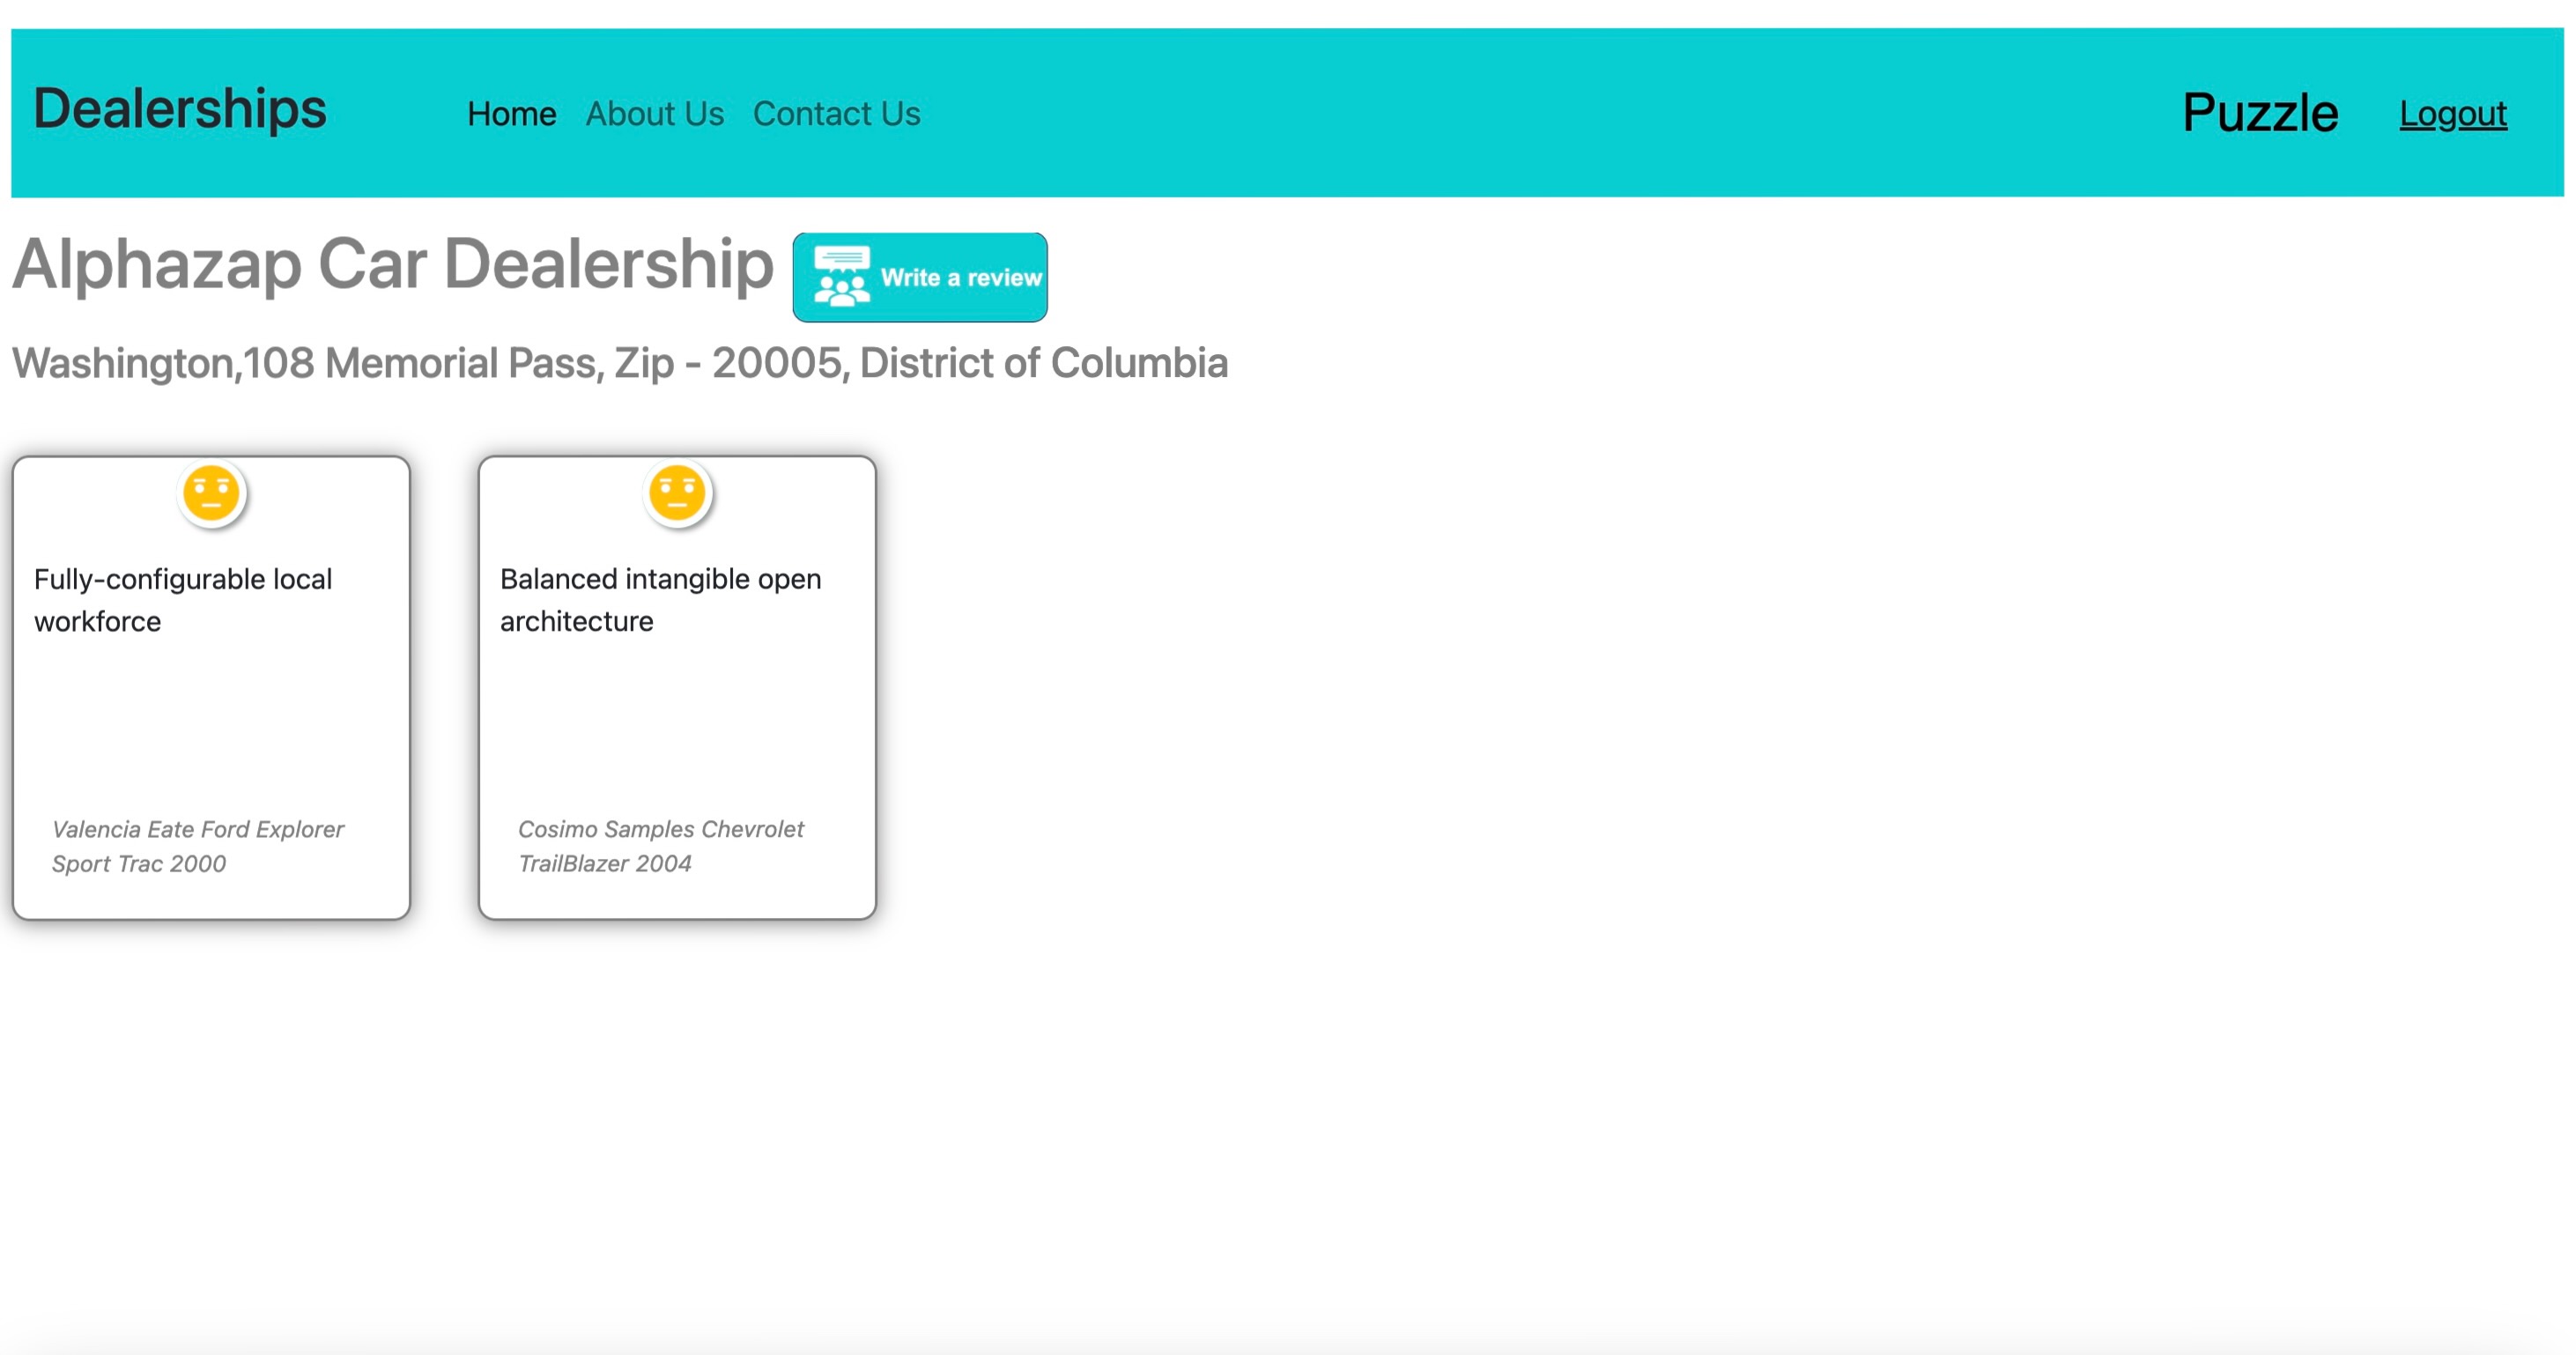 Dealerships
Home About Us Contact Us
Puzzle Logout
Alphazap Car Dealership
Write a review
Washington,108 Memorial Pass, Zip - 20005, District of Columbia
Fully-configurable local
workforce
Valencia Eate Ford Explorer
Sport Trac 2000
Balanced intangible open
architecture
Cosimo Samples Chevrolet
TrailBlazer 2004